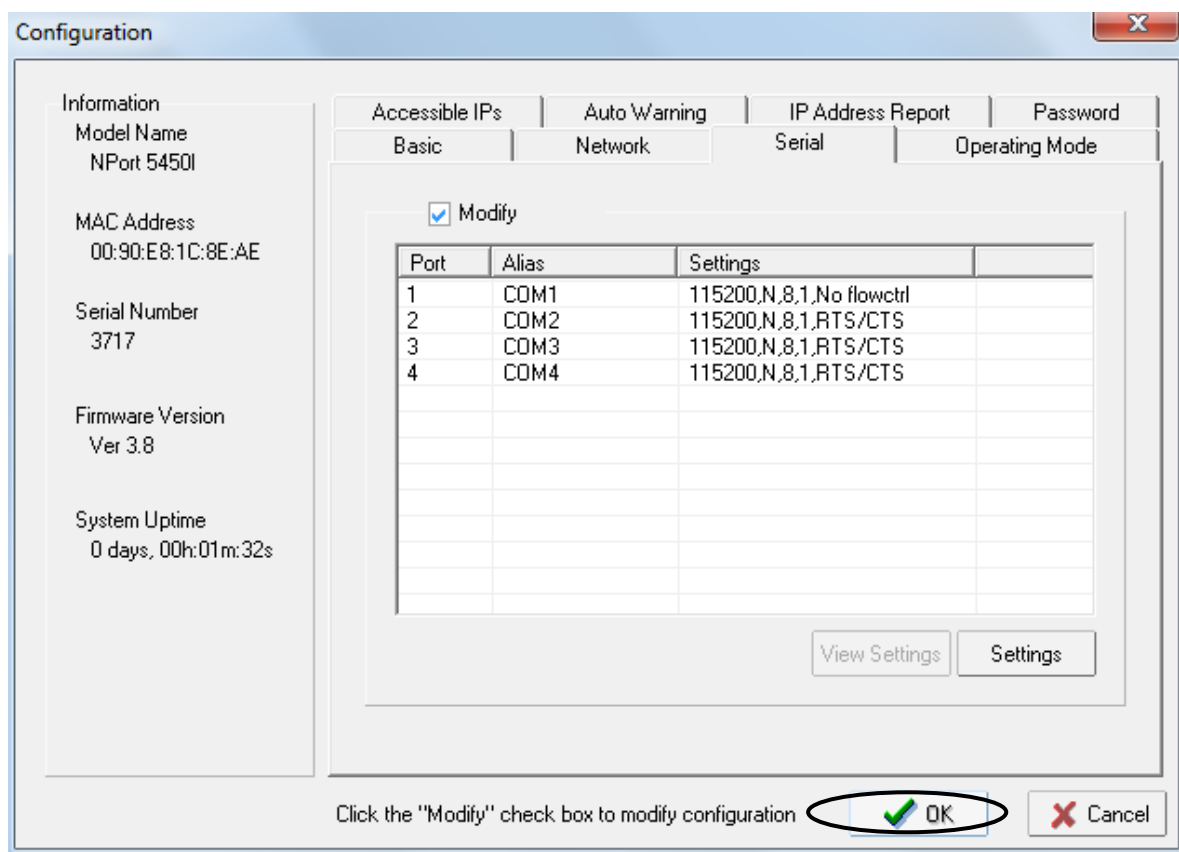 Configuration
Information
Model Name
NPort 5450I
MAC Address
00:90:E8:1C:8E:AE
Serial Number
3717
Firmware Version
Ver 3.8
System Uptime
0 days, 00h:01m:32s
Accessible IPs
Auto Warning
IP Address Report
Password
Basic
Network
Serial
Operating Mode
Modify
Port Alias Settings
1 COM1 115200,N,8,1,No flowctrl
2 COM2 115200,N,8,1,RTS/CTS
3 COM3 115200,N,8,1,RTS/CTS
4 COM4 115200,N,8,1,RTS/CTS
View Settings
Settings
Click the "Modify" check box to modify configuration
OK
Cancel